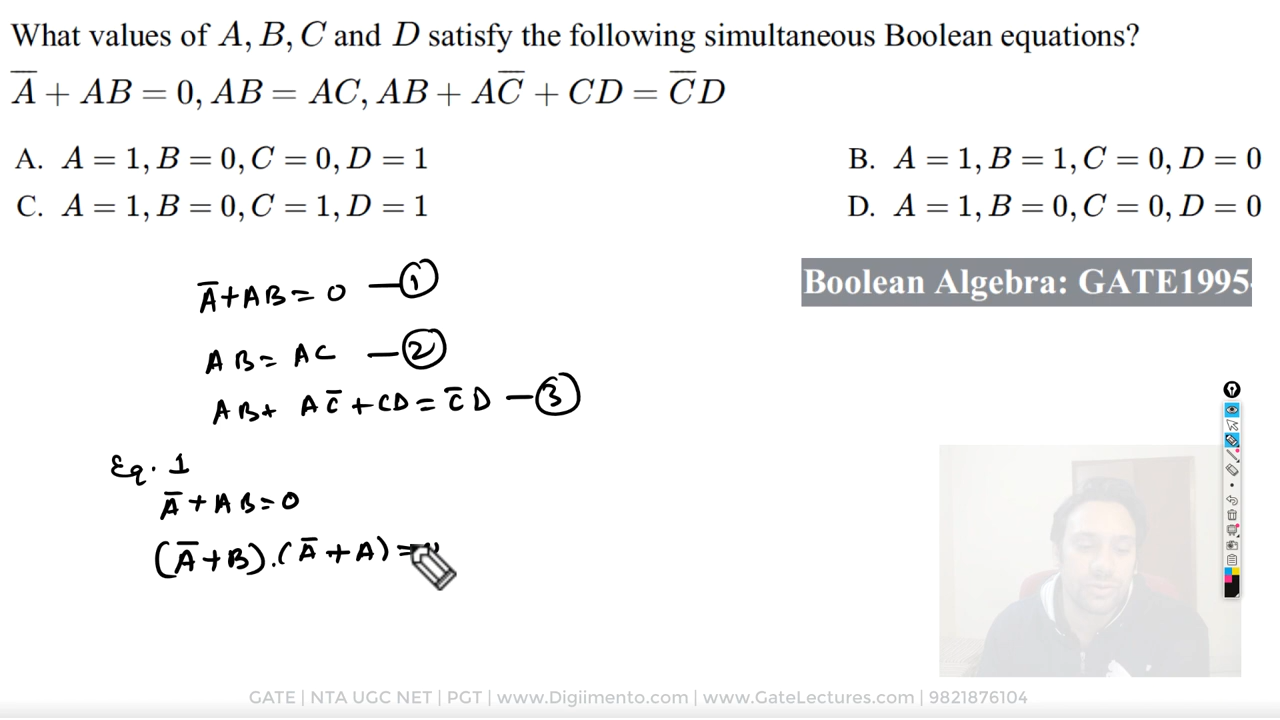 What values of A, B, C and D satisfy the following simultaneous Boolean equations?
A̅ + AB = 0, AB = AC, AB + AC̅ + CD = C̅D
A. A = 1, B = 0, C = 0, D = 1
B. A = 1, B = 1, C = 0, D = 0
C. A = 1, B = 0, C = 1, D = 1
D. A = 1, B = 0, C = 0, D = 0
Boolean Algebra: GATE1995-
A̅+AB=0 —①
AB=AC —②
AB+ AC̅+CD=C̅D —③
Eq. 1
A̅+AB=0
(A̅+B).(A̅+A)=
GATE | NTA UGC NET | PGT | www.Digiimento.com | www.GateLectures.com | 9821876104